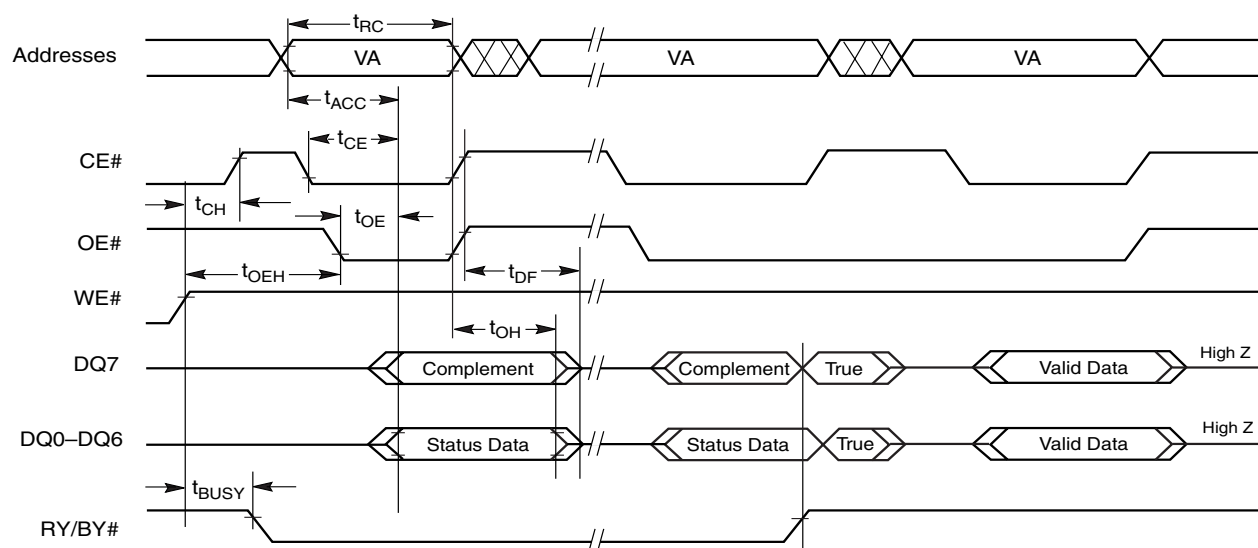 tRC
Addresses VA VA VA
tACC
tCE
CE#
tCH
tOE
OE#
tOEH tDF
WE#
tOH
DQ7 Complement Complement True Valid Data High Z
DQ0–DQ6 Status Data Status Data True Valid Data High Z
tBUSY
RY/BY#